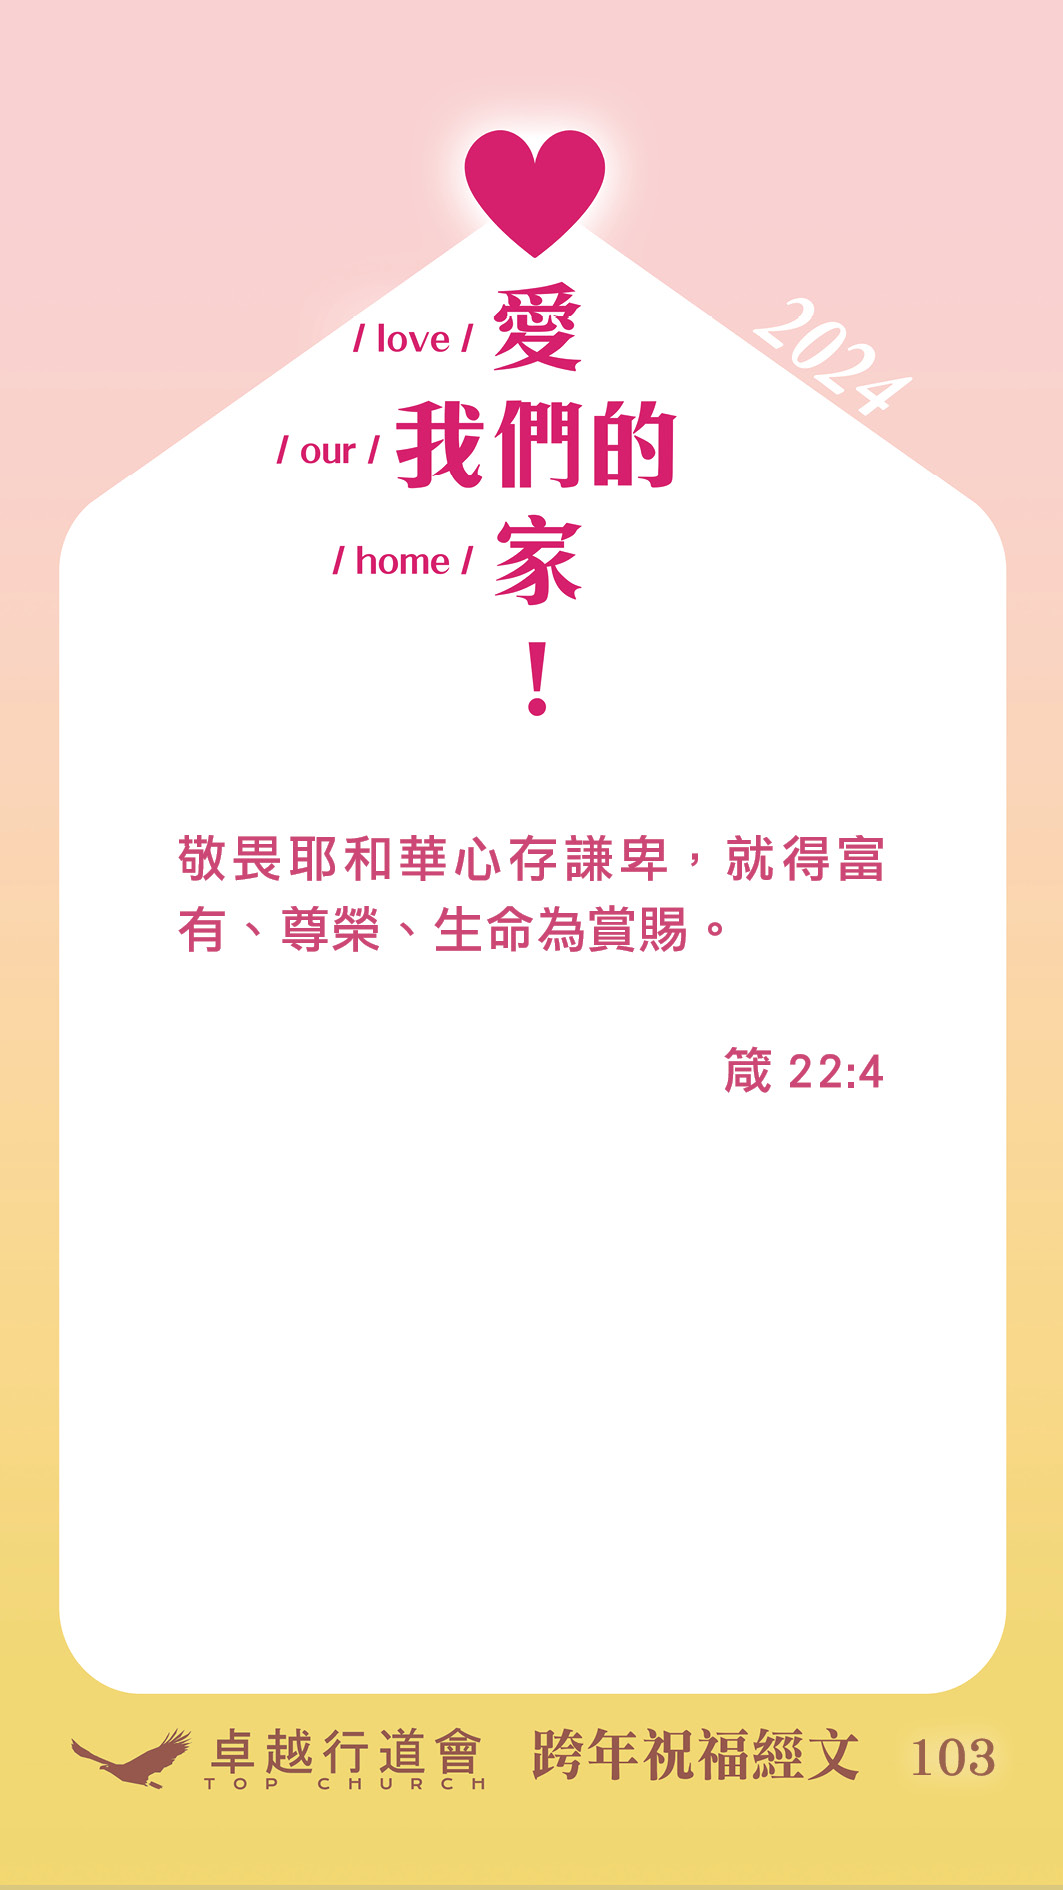 / love / 愛
2024
/ our / 我們的
/ home / 家
!
敬畏耶和華心存謙卑，就得富
有、尊榮、生命為賞賜。
箴 22:4
卓越行道會 跨年祝福經文 103
TOP CHURCH